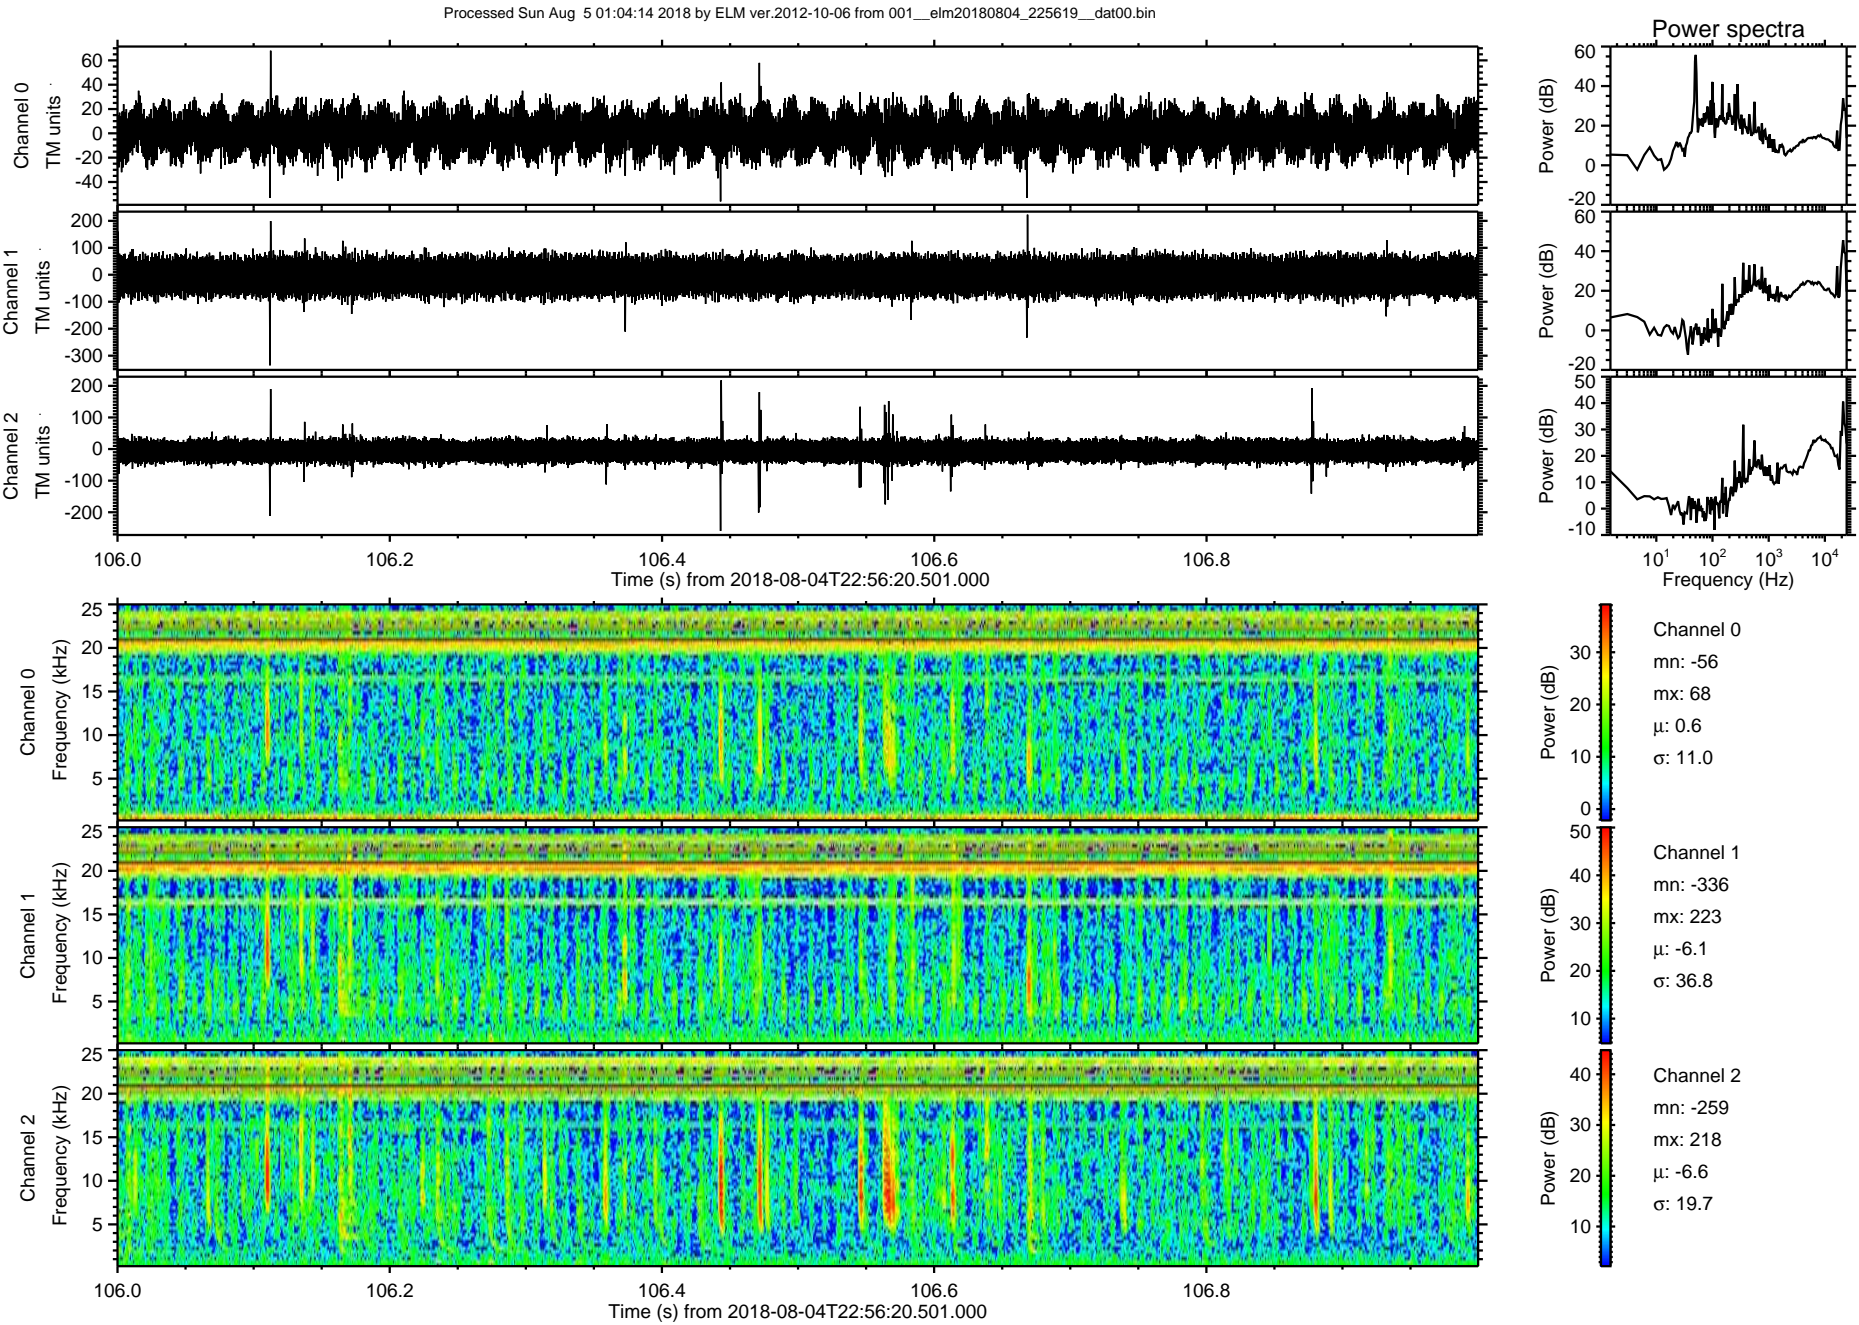 Processed Sun Aug 5 01:04:14 2018 by ELM ver.2012-10-06 from 001__elm20180804_225619__dat00.bin
Power spectra
Channel 0
TM units
60
40
20
0
-20
-40
Power (dB)
60
40
20
0
-20
Channel 1
TM units
200
100
0
-100
-200
-300
Power (dB)
60
40
20
0
-20
Channel 2
TM units
200
100
0
-100
-200
Power (dB)
50
40
30
20
10
0
-10
106.0 106.2 106.4 106.6 106.8
Time (s) from 2018-08-04T22:56:20.501.000
10^1 10^2 10^3 10^4
Frequency (Hz)
Channel 0
Frequency (kHz)
25
20
15
10
5
Power (dB)
30
20
10
0
Channel 0
mn: -56
mx: 68
μ: 0.6
σ: 11.0
Channel 1
Frequency (kHz)
25
20
15
10
5
Power (dB)
50
40
30
20
10
Channel 1
mn: -336
mx: 223
μ: -6.1
σ: 36.8
Channel 2
Frequency (kHz)
25
20
15
10
5
Power (dB)
40
30
20
10
Channel 2
mn: -259
mx: 218
μ: -6.6
σ: 19.7
106.0 106.2 106.4 106.6 106.8
Time (s) from 2018-08-04T22:56:20.501.000